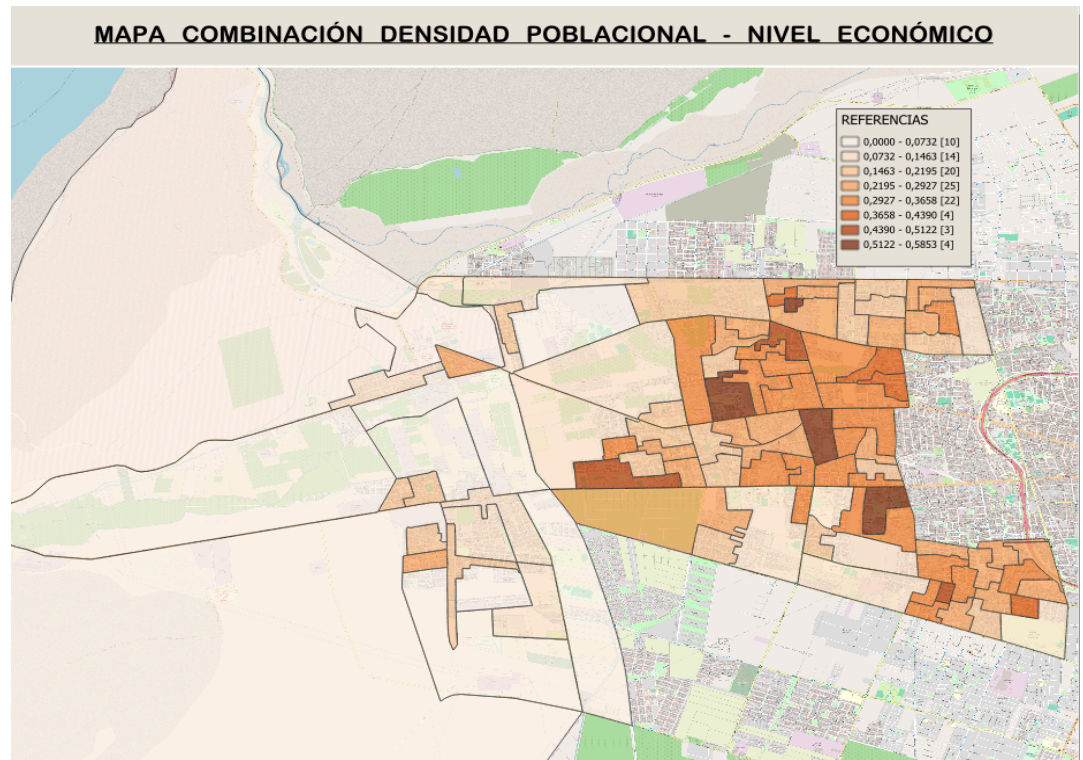 MAPA COMBINACIÓN DENSIDAD POBLACIONAL - NIVEL ECONÓMICO
REFERENCIAS
0,0000 - 0,0732 [10]
0,0732 - 0,1463 [14]
0,1463 - 0,2195 [20]
0,2195 - 0,2927 [25]
0,2927 - 0,3658 [22]
0,3658 - 0,4390 [4]
0,4390 - 0,5122 [3]
0,5122 - 0,5853 [4]